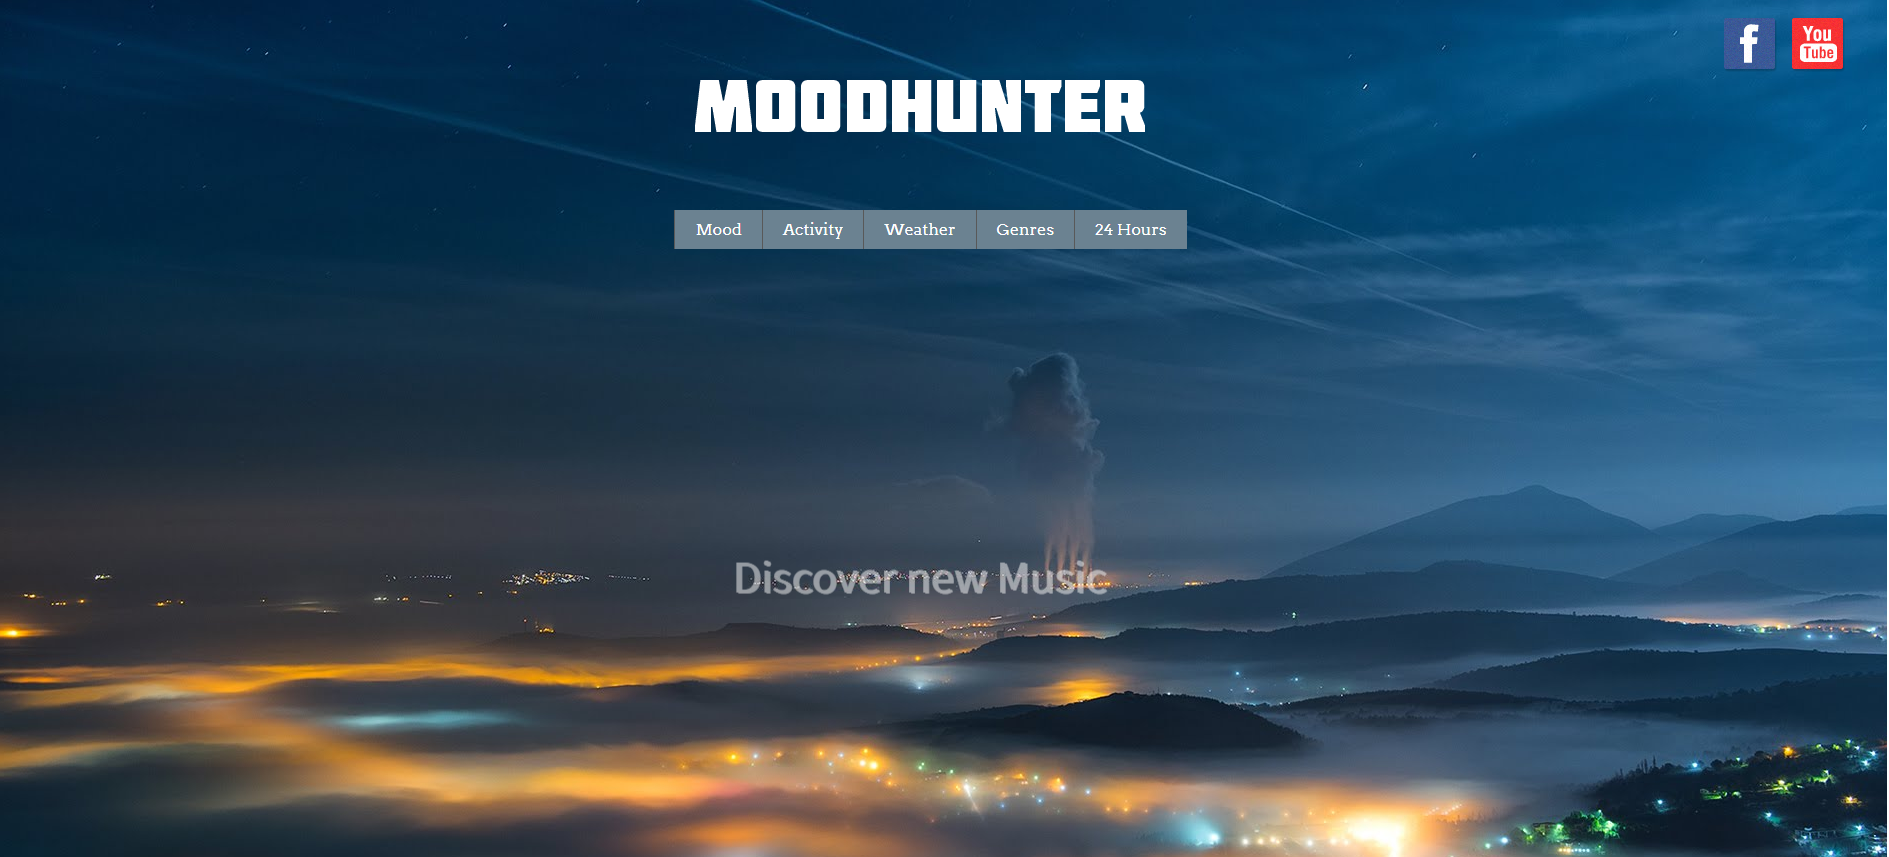 f
You
Tube
MOODHUNTER
Mood Activity Weather Genres 24 Hours
Discover new Music